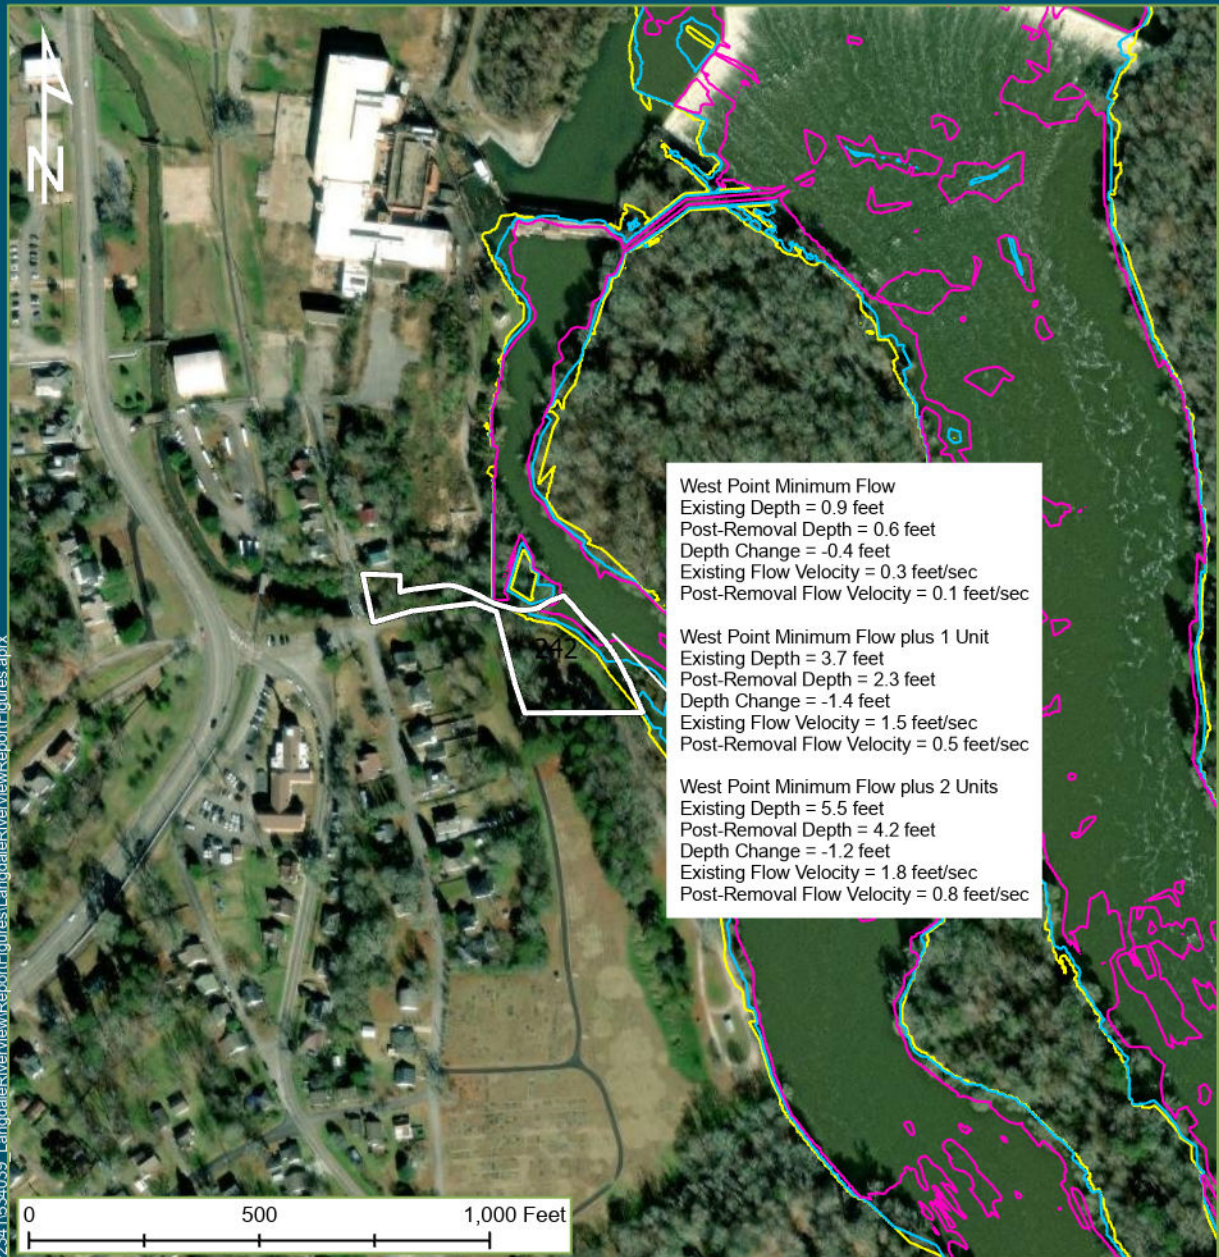 N
West Point Minimum Flow
Existing Depth = 0.9 feet
Post-Removal Depth = 0.6 feet
Depth Change = -0.4 feet
Existing Flow Velocity = 0.3 feet/sec
Post-Removal Flow Velocity = 0.1 feet/sec
West Point Minimum Flow plus 1 Unit
Existing Depth = 3.7 feet
Post-Removal Depth = 2.3 feet
Depth Change = -1.4 feet
Existing Flow Velocity = 1.5 feet/sec
Post-Removal Flow Velocity = 0.5 feet/sec
West Point Minimum Flow plus 2 Units
Existing Depth = 5.5 feet
Post-Removal Depth = 4.2 feet
Depth Change = -1.2 feet
Existing Flow Velocity = 1.8 feet/sec
Post-Removal Flow Velocity = 0.8 feet/sec
242
0 500 1,000 Feet